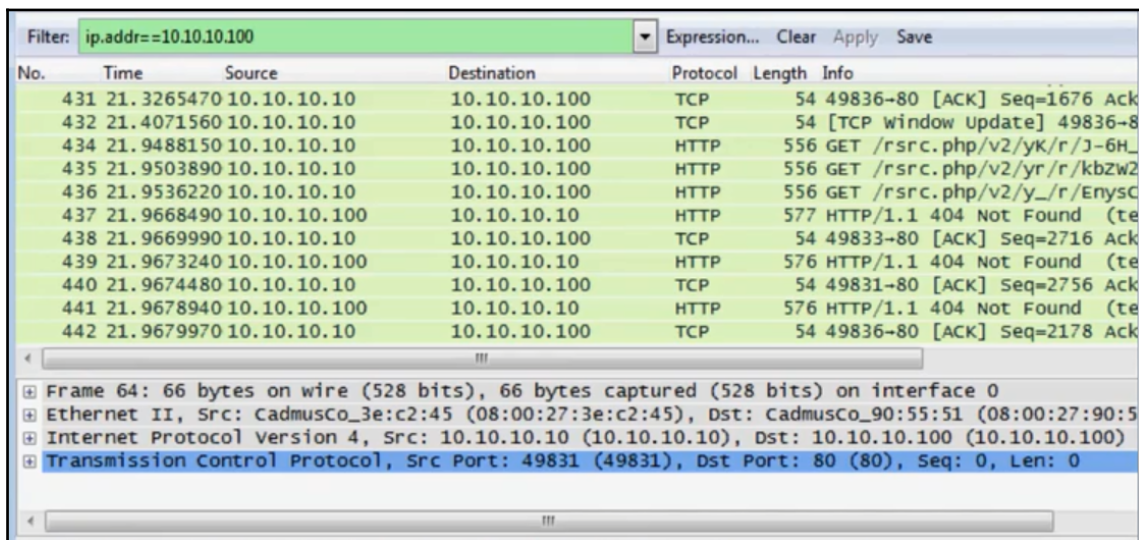 Filter: ip.addr==10.10.10.100 Expression... Clear Apply Save
No. Time Source Destination Protocol Length Info
431 21.3265470 10.10.10.10 10.10.10.100 TCP 54 49836→80 [ACK] Seq=1676 Ack
432 21.4071560 10.10.10.10 10.10.10.100 TCP 54 [TCP Window Update] 49836→8
434 21.9488150 10.10.10.10 10.10.10.100 HTTP 556 GET /rsrc.php/v2/yK/r/J-6H_
435 21.9503890 10.10.10.10 10.10.10.100 HTTP 556 GET /rsrc.php/v2/yr/r/kbZW2
436 21.9536220 10.10.10.10 10.10.10.100 HTTP 556 GET /rsrc.php/v2/y_/r/EnysC
437 21.9668490 10.10.10.100 10.10.10.10 HTTP 577 HTTP/1.1 404 Not Found (te
438 21.9669990 10.10.10.10 10.10.10.100 TCP 54 49833→80 [ACK] Seq=2716 Ack
439 21.9673240 10.10.10.100 10.10.10.10 HTTP 576 HTTP/1.1 404 Not Found (te
440 21.9674480 10.10.10.10 10.10.10.100 TCP 54 49831→80 [ACK] Seq=2756 Ack
441 21.9678940 10.10.10.100 10.10.10.10 HTTP 576 HTTP/1.1 404 Not Found (te
442 21.9679970 10.10.10.10 10.10.10.100 TCP 54 49836→80 [ACK] Seq=2178 Ack
Frame 64: 66 bytes on wire (528 bits), 66 bytes captured (528 bits) on interface 0
Ethernet II, Src: CadmusCo_3e:c2:45 (08:00:27:3e:c2:45), Dst: CadmusCo_90:55:51 (08:00:27:90:5
Internet Protocol Version 4, Src: 10.10.10.10 (10.10.10.10), Dst: 10.10.10.100 (10.10.10.100)
Transmission Control Protocol, Src Port: 49831 (49831), Dst Port: 80 (80), Seq: 0, Len: 0